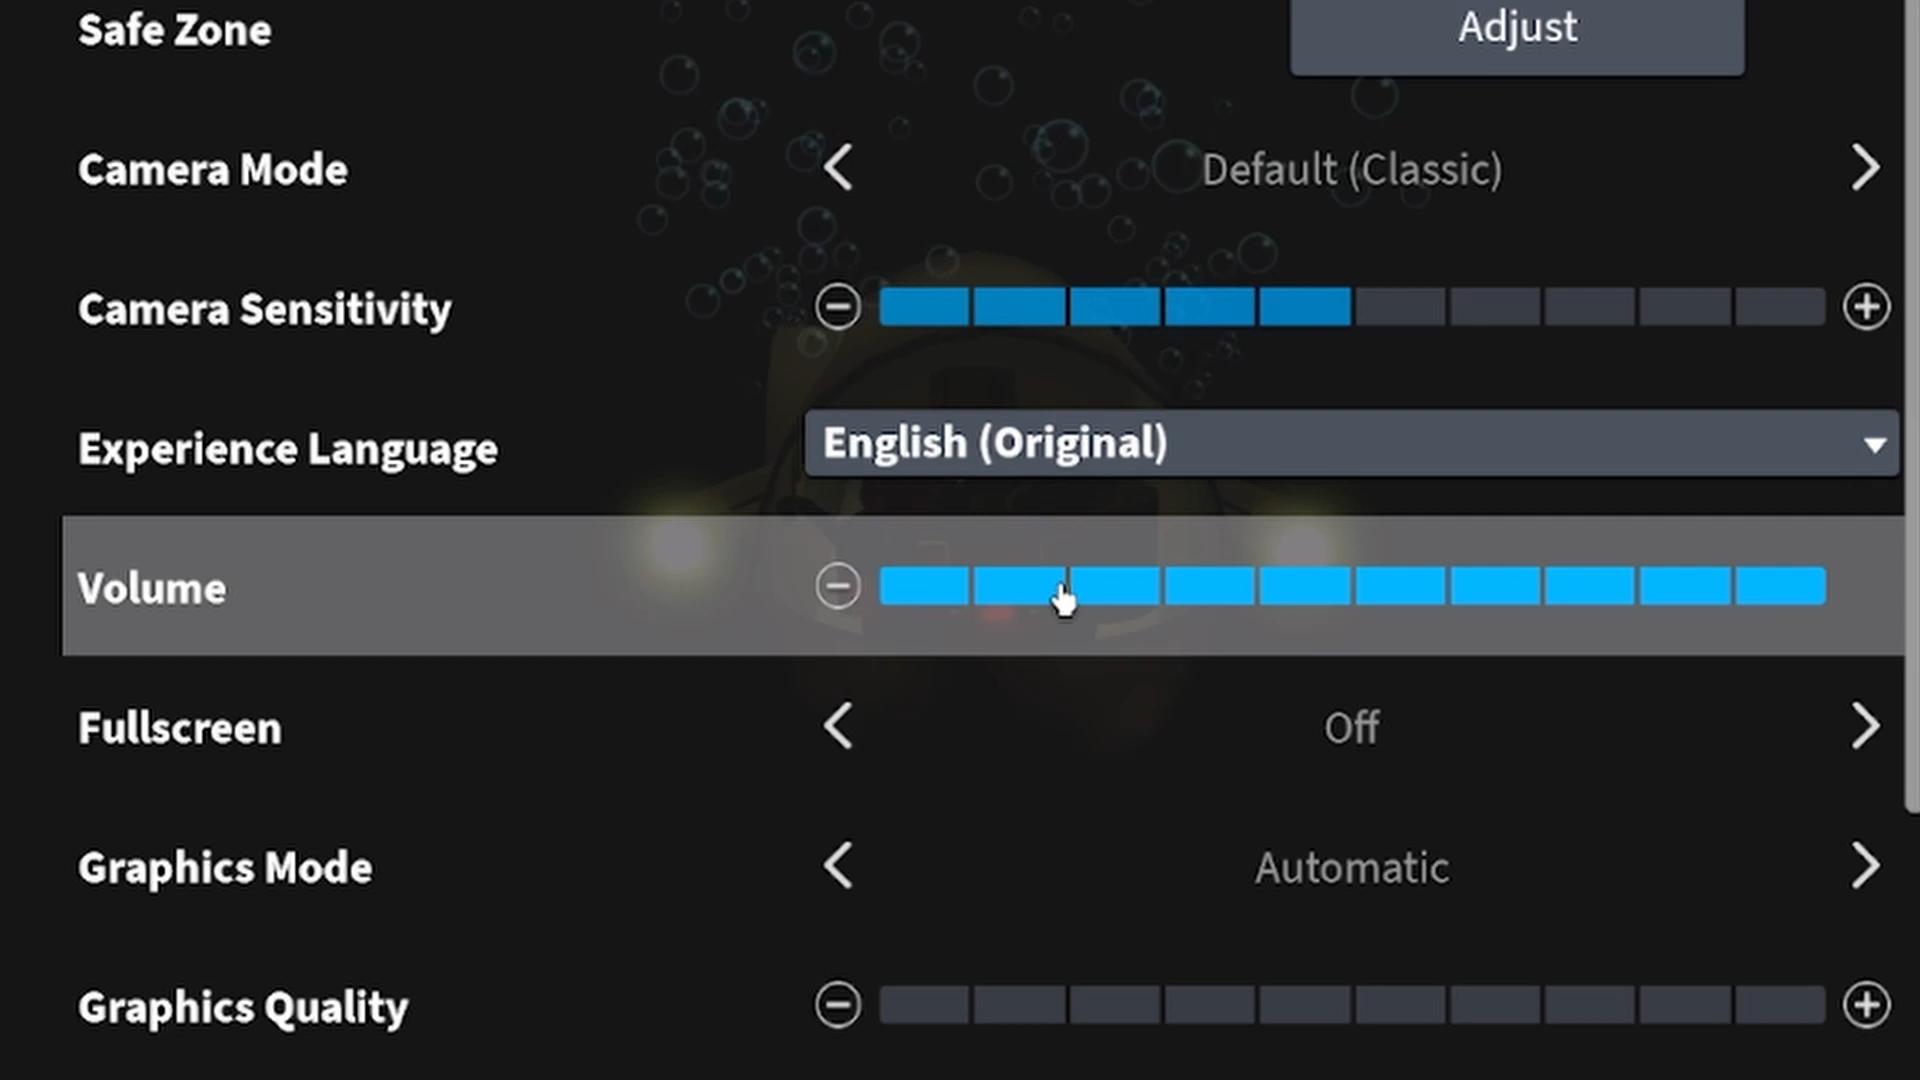 Safe Zone
Adjust
Camera Mode
Default (Classic)
Camera Sensitivity
Experience Language
English (Original)
Volume
Fullscreen
Off
Graphics Mode
Automatic
Graphics Quality